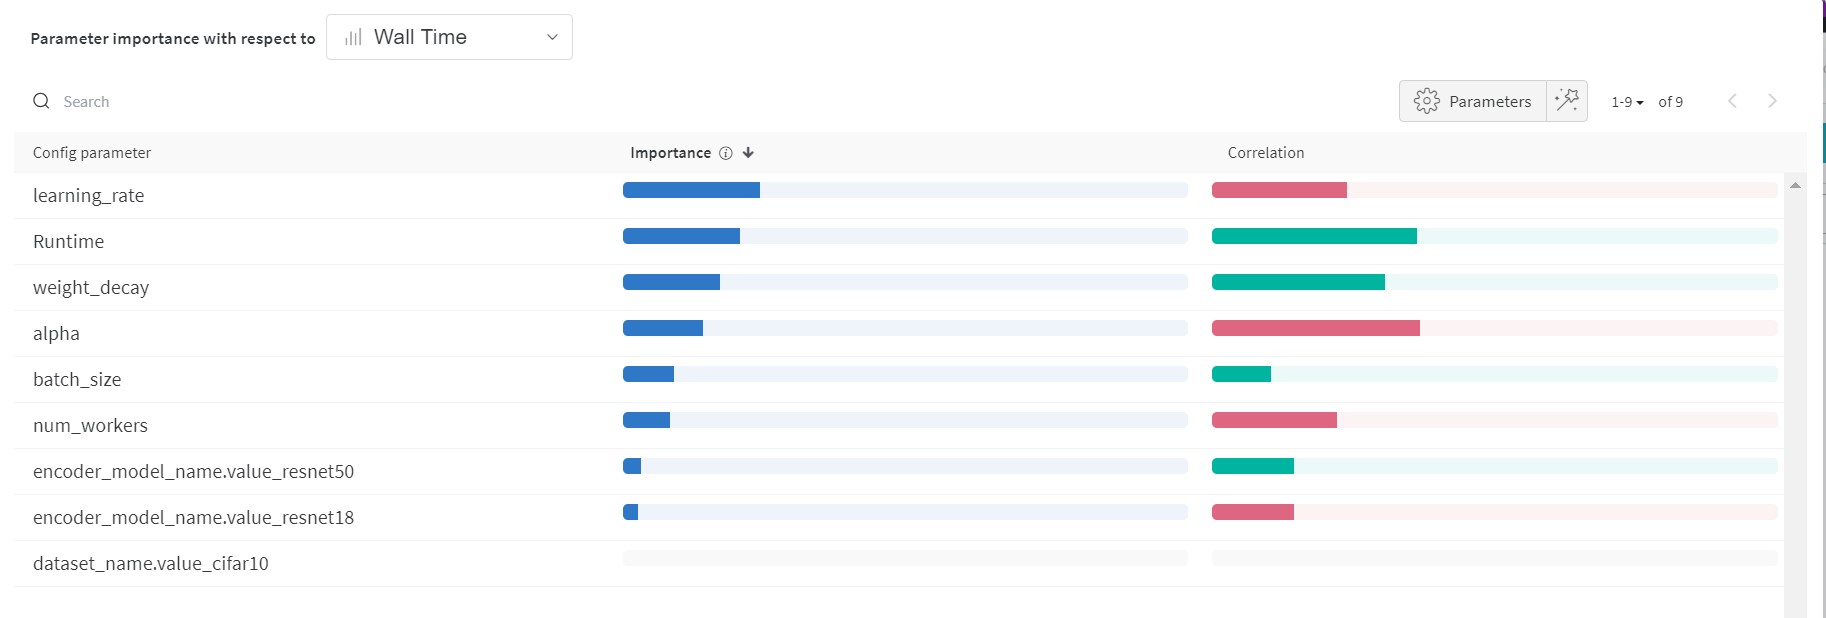 Parameter importance with respect to Wall Time
Search Parameters 1-9 of 9
Config parameter Importance Correlation
learning_rate
Runtime
weight_decay
alpha
batch_size
num_workers
encoder_model_name.value_resnet50
encoder_model_name.value_resnet18
dataset_name.value_cifar10